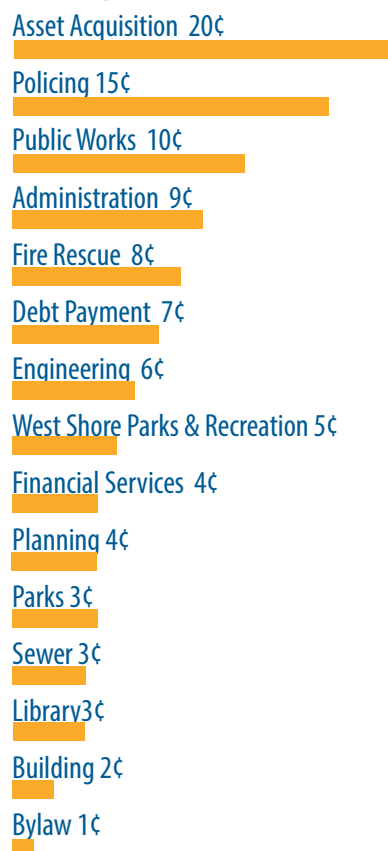 Asset Acquisition 20¢
Policing 15¢
Public Works 10¢
Administration 9¢
Fire Rescue 8¢
Debt Payment 7¢
Engineering 6¢
West Shore Parks & Recreation 5¢
Financial Services 4¢
Planning 4¢
Parks 3¢
Sewer 3¢
Library3¢
Building 2¢
Bylaw 1¢